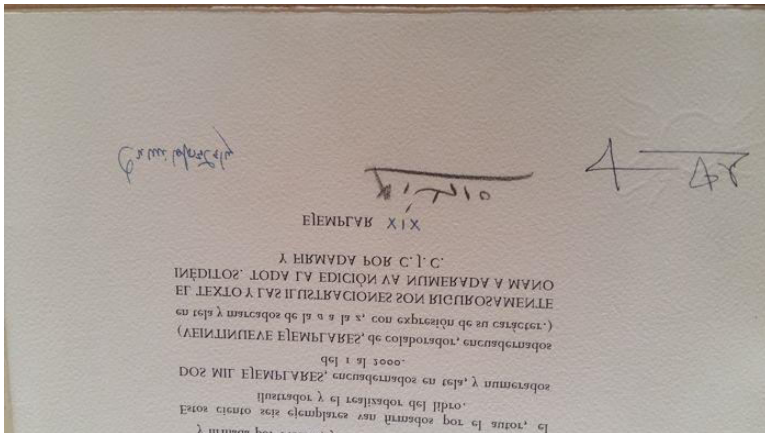 y firmada por
Estos ciento seis ejemplares van firmados por el autor, el
ilustrador y el realizador del libro.
DOS MIL EJEMPLARES, encuadernados en tela, y numerados
del 1 al 2000.
(VEINTINUEVE EJEMPLARES, de colaborador, encuadernados
en tela y marcados de la a a la z, con expresión de su carácter.)
EL TEXTO Y LAS ILUSTRACIONES SON RIGUROSAMENTE
INÉDITOS. TODA LA EDICIÓN VA NUMERADA A MANO
Y FIRMADA POR C. J. C.
EJEMPLAR XIX